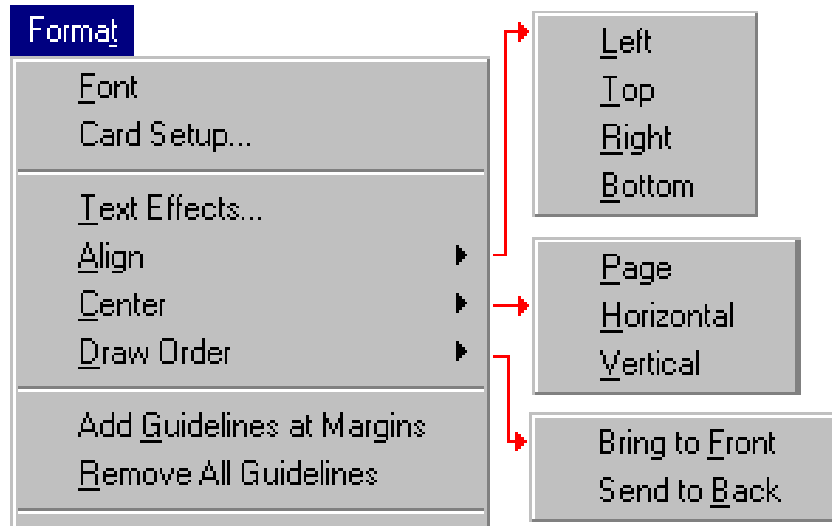 Format
Font
Card Setup...
Text Effects...
Align
Center
Draw Order
Add Guidelines at Margins
Remove All Guidelines
Left
Top
Right
Bottom
Page
Horizontal
Vertical
Bring to Front
Send to Back